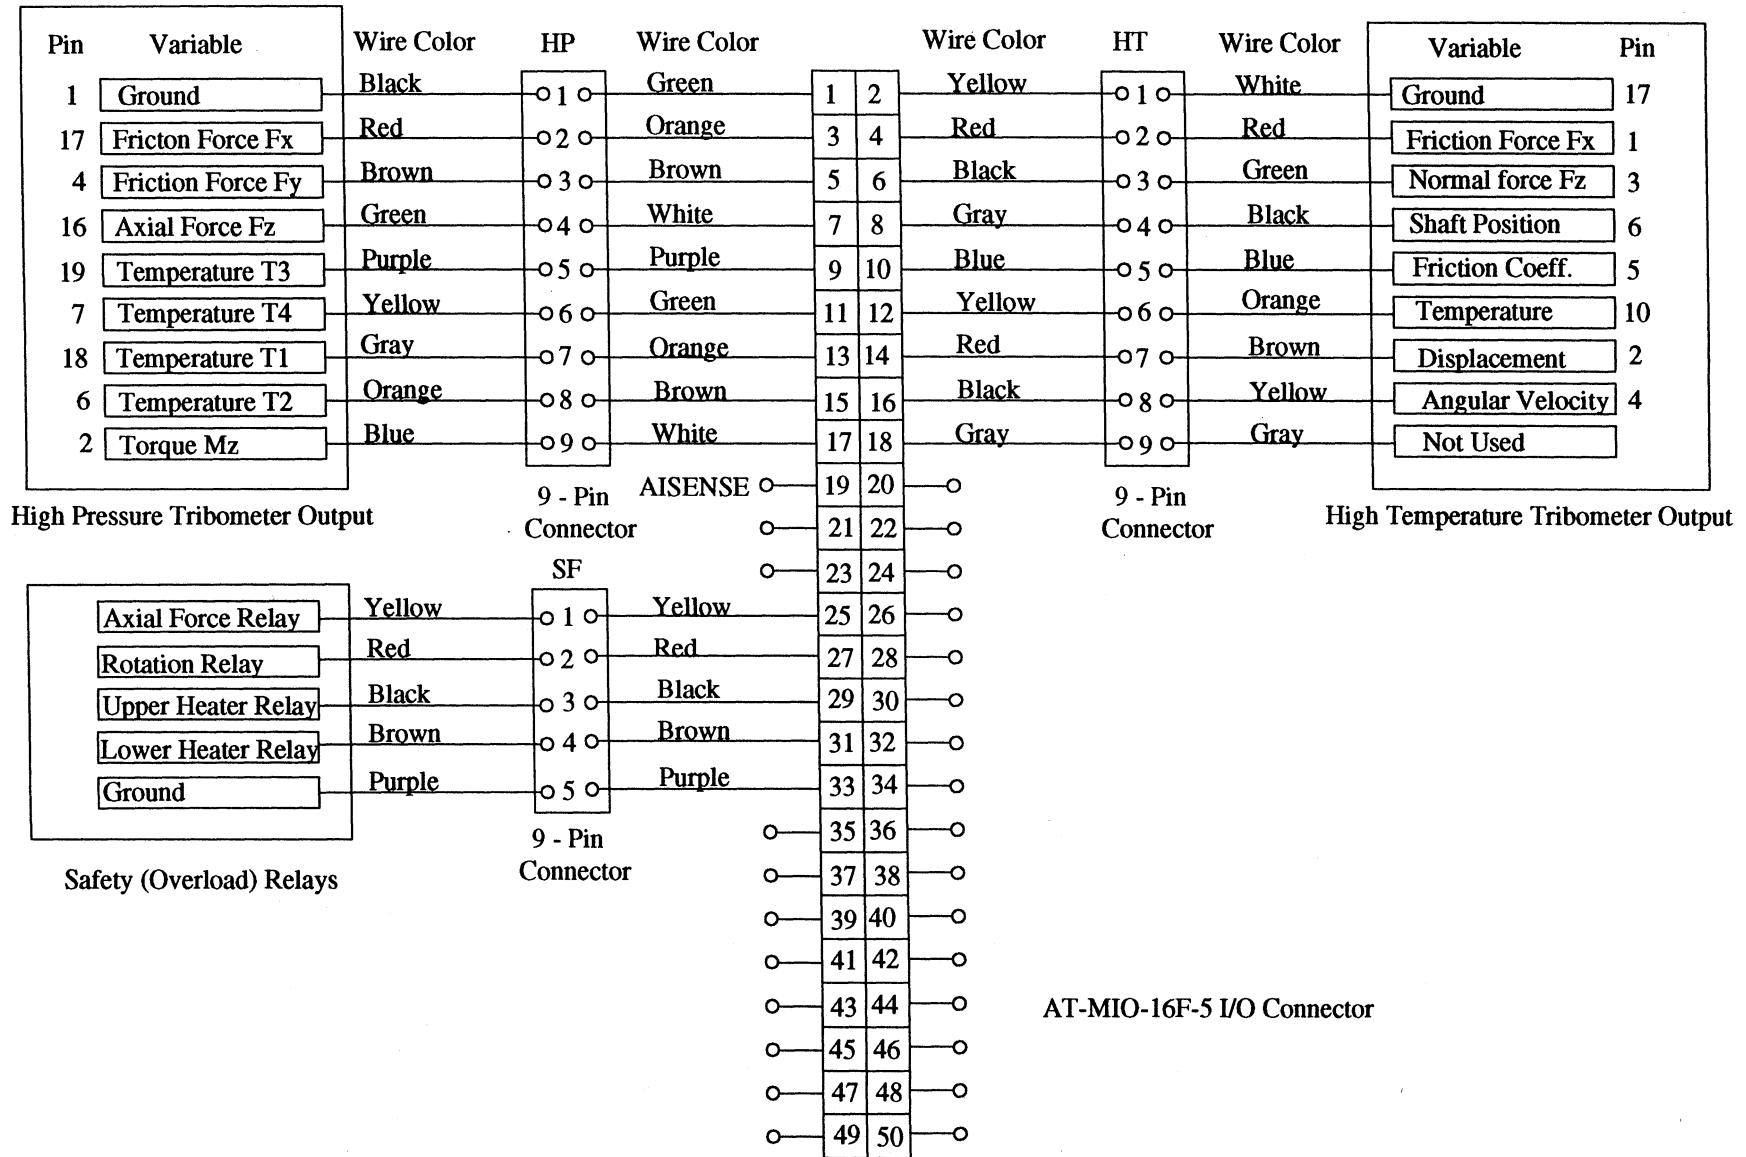 Pin Variable Wire Color HP Wire Color Wire Color HT Wire Color Variable Pin
1 Ground Black 1 Green 1 2 Yellow 1 White Ground 17
17 Fricton Force Fx Red 2 Orange 3 4 Red 2 Red Friction Force Fx 1
4 Friction Force Fy Brown 3 Brown 5 6 Black 3 Green Normal force Fz 3
16 Axial Force Fz Green 4 White 7 8 Gray 4 Black Shaft Position 6
19 Temperature T3 Purple 5 Purple 9 10 Blue 5 Blue Friction Coeff. 5
7 Temperature T4 Yellow 6 Green 11 12 Yellow 6 Orange Temperature 10
18 Temperature T1 Gray 7 Orange 13 14 Red 7 Brown Displacement 2
6 Temperature T2 Orange 8 Brown 15 16 Black 8 Yellow Angular Velocity 4
2 Torque Mz Blue 9 White 17 18 Gray 9 Gray Not Used
AISENSE 19 20
9 - Pin
Connector
9 - Pin
Connector
High Pressure Tribometer Output
High Temperature Tribometer Output
21 22
SF
23 24
Axial Force Relay Yellow 1 Yellow 25 26
Rotation Relay Red 2 Red 27 28
Upper Heater Relay Black 3 Black 29 30
Lower Heater Relay Brown 4 Brown 31 32
Ground Purple 5 Purple 33 34
9 - Pin
Connector
35 36
Safety (Overload) Relays
37 38
39 40
41 42
43 44 AT-MIO-16F-5 I/O Connector
45 46
47 48
49 50